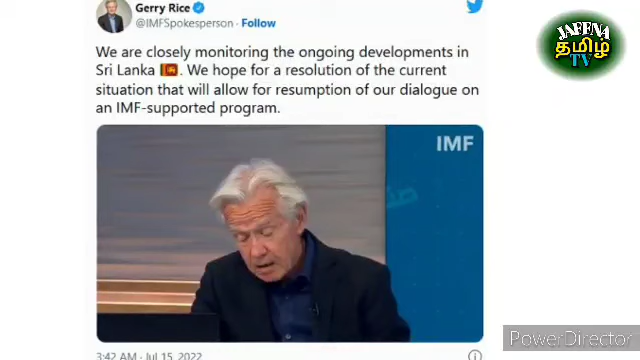 Gerry Rice
@IMFSpokesperson · Follow
We are closely monitoring the ongoing developments in
Sri Lanka 🇱🇰. We hope for a resolution of the current
situation that will allow for resumption of our dialogue on
an IMF-supported program.
IMF
3:42 AM · Jul 15, 2022
JAFFNA
தமிழ்
TV
PowerDirector